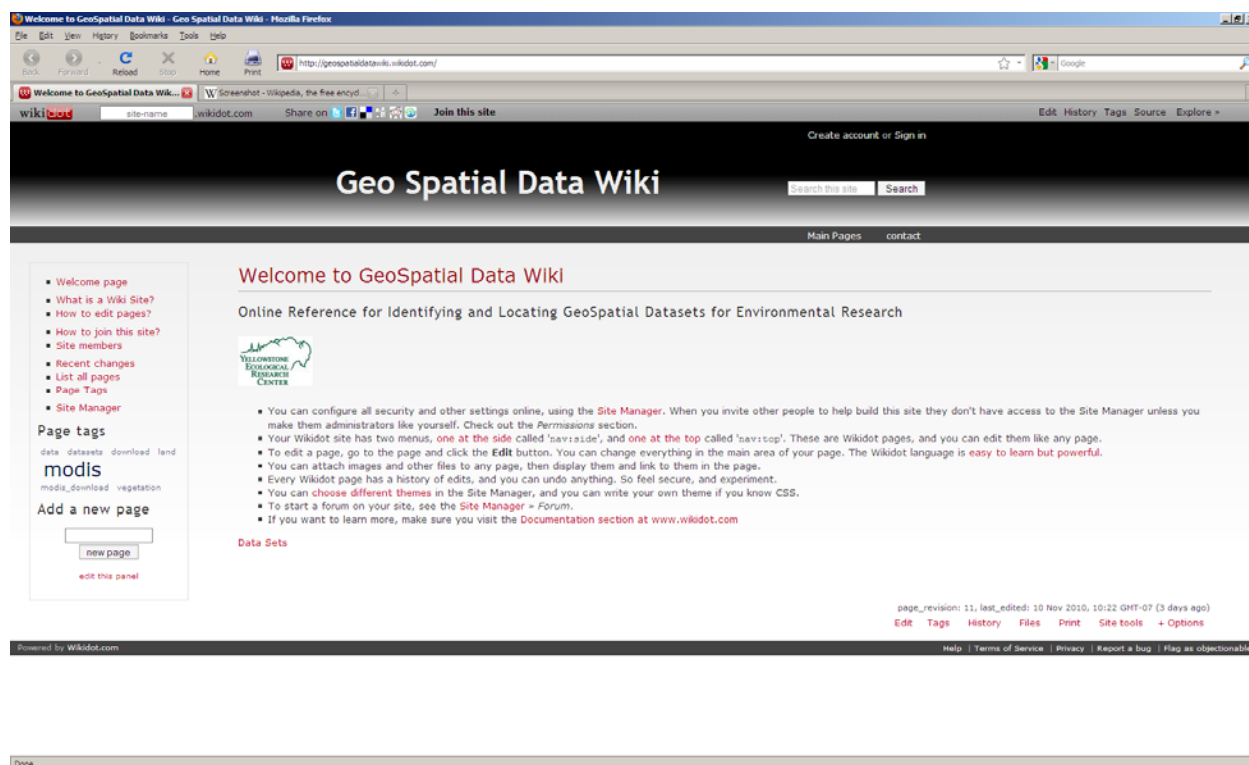 Welcome to GeoSpatial Data Wiki - Geo Spatial Data Wiki - Mozilla Firefox
File Edit View History Bookmarks Tools Help
Back Forward Reload Stop Home Print http://geospatialdatawiki.wikidot.com/ Google
Welcome to GeoSpatial Data Wik... Screenshot - Wikipedia, the free encycl...
wikidot site-name .wikidot.com Share on Join this site Edit History Tags Source Explore »
Create account or Sign in
Geo Spatial Data Wiki
Search this site Search
Main Pages contact
Welcome page
What is a Wiki Site?
How to edit pages?
How to join this site?
Site members
Recent changes
List all pages
Page Tags
Site Manager
Page tags
data datasets download land
modis
modis_download vegetation
Add a new page
new page
edit this panel
Welcome to GeoSpatial Data Wiki
Online Reference for Identifying and Locating GeoSpatial Datasets for Environmental Research
YELLOWSTONE
ECOLOGICAL
RESEARCH
CENTER
You can configure all security and other settings online, using the Site Manager. When you invite other people to help build this site they don't have access to the Site Manager unless you
make them administrators like yourself. Check out the Permissions section.
Your Wikidot site has two menus, one at the side called 'nav:side', and one at the top called 'nav:top'. These are Wikidot pages, and you can edit them like any page.
To edit a page, go to the page and click the Edit button. You can change everything in the main area of your page. The Wikidot language is easy to learn but powerful.
You can attach images and other files to any page, then display them and link to them in the page.
Every Wikidot page has a history of edits, and you can undo anything. So feel secure, and experiment.
You can choose different themes in the Site Manager, and you can write your own theme if you know CSS.
To start a forum on your site, see the Site Manager » Forum.
If you want to learn more, make sure you visit the Documentation section at www.wikidot.com
Data Sets
page_revision: 11, last_edited: 10 Nov 2010, 10:22 GMT-07 (3 days ago)
Edit Tags History Files Print Site tools + Options
Powered by Wikidot.com Help | Terms of Service | Privacy | Report a bug | Flag as objectionable
Done